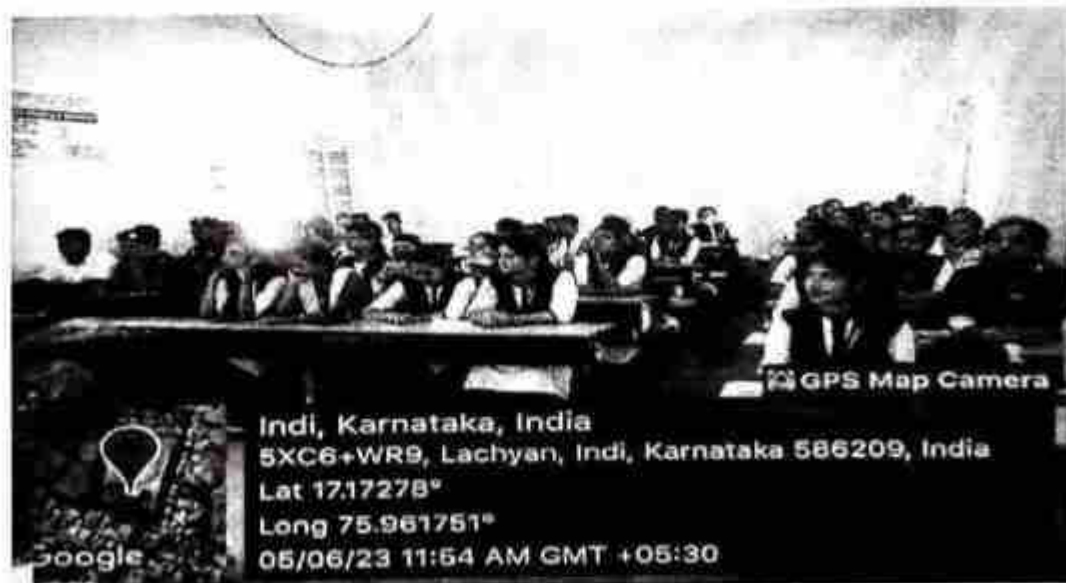 GPS Map Camera
Indi, Karnataka, India
5XC6+WR9, Lachyan, Indi, Karnataka 586209, India
Lat 17.17278°
Long 75.961751°
05/06/23 11:54 AM GMT +05:30
Google